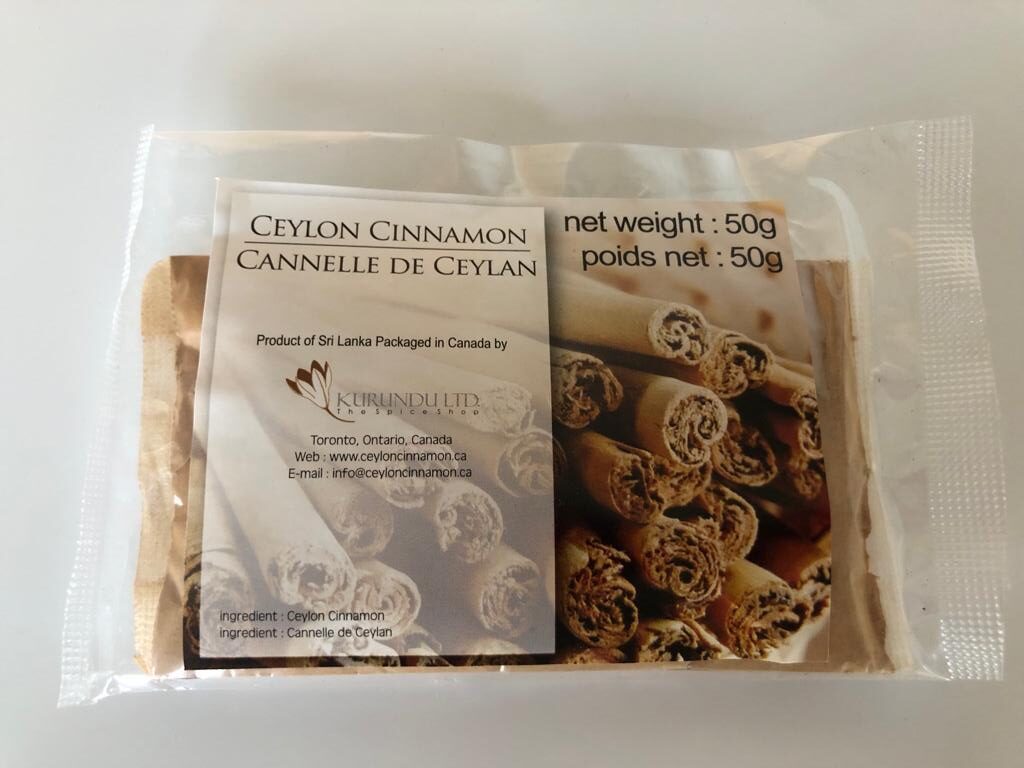 CEYLON CINNAMON
CANNELLE DE CEYLAN
net weight : 50g
poids net : 50g
Product of Sri Lanka Packaged in Canada by
KURUNDU LTD.
The Spice Shop
Toronto, Ontario, Canada
Web : www.ceyloncinnamon.ca
E-mail : info@ceyloncinnamon.ca
ingredient : Ceylon Cinnamon
ingredient : Cannelle de Ceylan